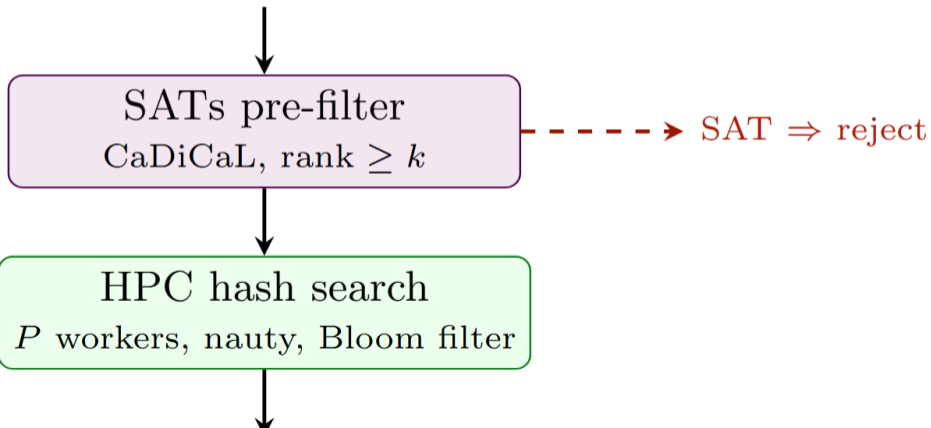 SATs pre-filter
CaDiCaL, rank ≥ k
SAT ⇒ reject
HPC hash search
P workers, nauty, Bloom filter